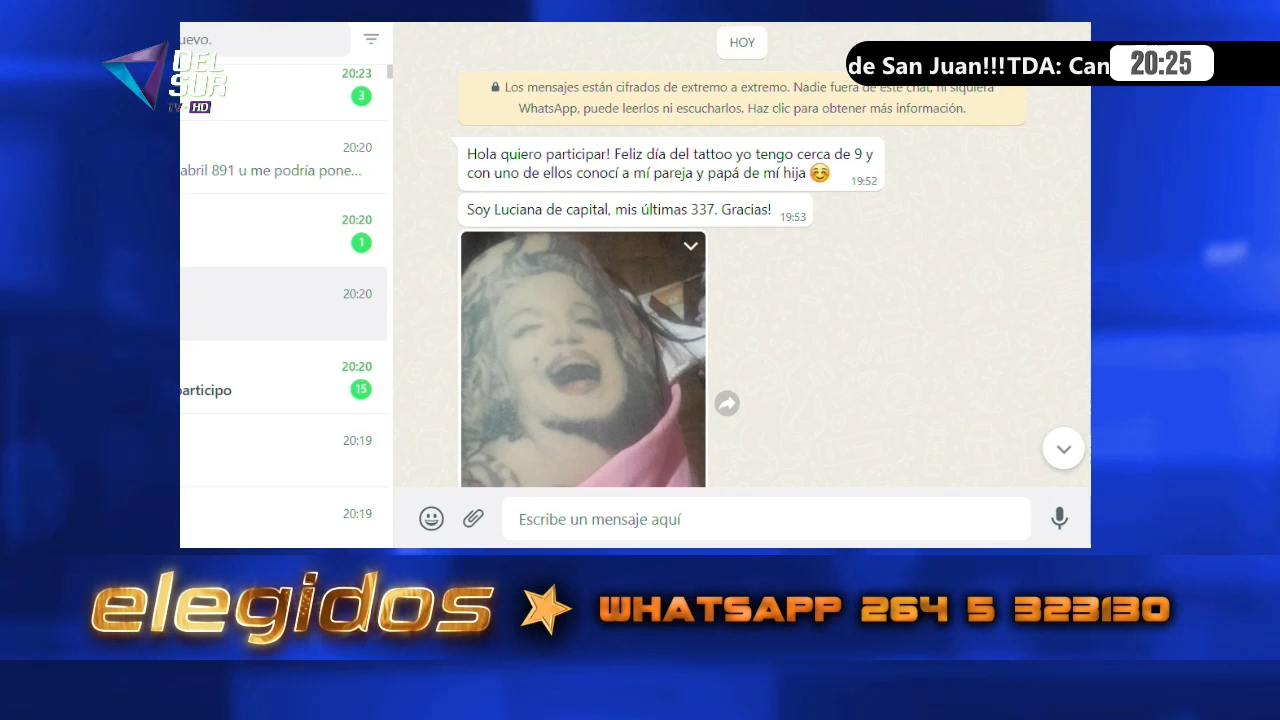 uevo.
DEL
SUR
TV-HD
20:23
3
20:20
abril 891 u me podría pone...
20:20
1
20:20
20:20
participo
15
20:19
20:19
HOY
de San Juan!!!TDA: Can
20:25
Los mensajes están cifrados de extremo a extremo. Nadie fuera de este chat, ni siquiera
WhatsApp, puede leerlos ni escucharlos. Haz clic para obtener más información.
Hola quiero participar! Feliz día del tattoo yo tengo cerca de 9 y
con uno de ellos conocí a mí pareja y papá de mí hija ☺️
19:52
Soy Luciana de capital, mis últimas 337. Gracias!
19:53
Escribe un mensaje aquí
elegidos
WHATSAPP 264 5 323130